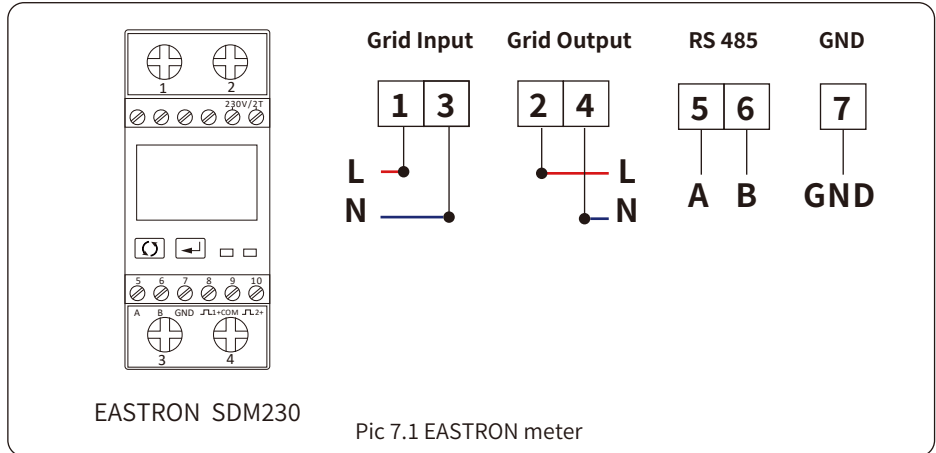 1 2
230V/2T
5 6 7 8 9 10
A B GND 1+COM 2+
3 4
EASTRON SDM230
Grid Input Grid Output RS 485 GND
1 3 2 4 5 6 7
L L
N N
A B GND
Pic 7.1 EASTRON meter